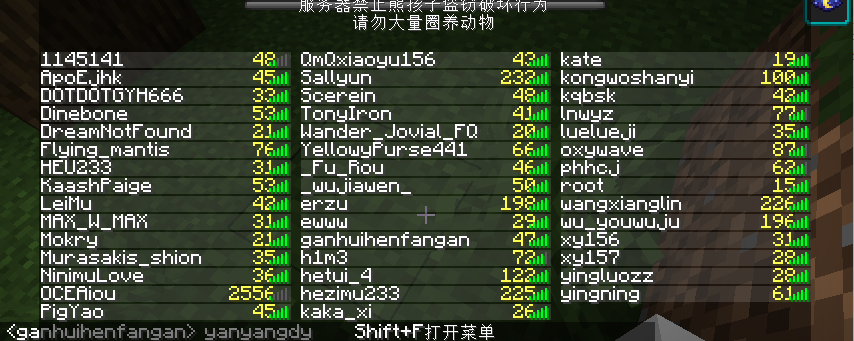 服务器禁止熊孩子盗窃破坏行为
请勿大量圈养动物
1145141 48 QmQxiaoyu156 43 kate 19
ApoEjhk 45 Sallyun 232 kongwoshanyi 100
DOTDOTGYH666 33 Scerein 48 kqbsk 42
Dinebone 53 TonyIron 41 lnwyz 77
DreamNotFound 21 Wander_Jovial_FQ 20 luelueji 35
Flying_mantis 76 YellowyPurse441 66 oxywave 87
HEU233 31 _Fu_Rou 46 phhcj 62
KaashPaige 53 _wujiawen_ 50 root 15
LeiMu 42 erzu 198 wangxianglin 226
MAX_W_MAX 31 ewww 29 wu_youwuju 196
Mokry 21 ganhuihenfangan 47 xy156 31
Murasakis_shion 35 h1m3 72 xy157 28
NinimuLove 36 hetui_4 122 yingluozz 28
OCEAiou 2556 hezimu233 225 yingning 61
PigYao 45 kaka_xi 26
<ganhuihenfangan> yanyangdy Shift+F打开菜单